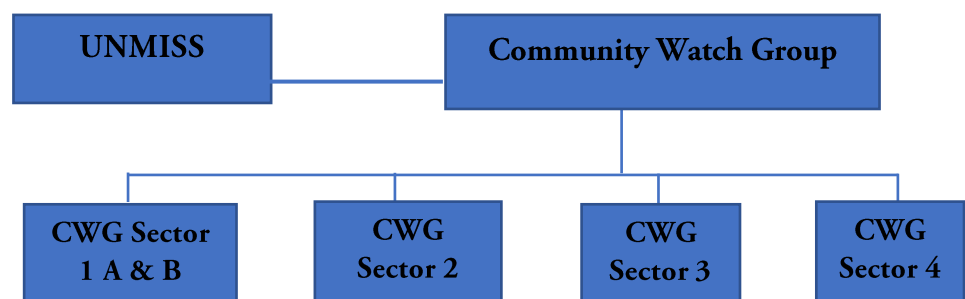 UNMISS
Community Watch Group
CWG Sector
1 A & B
CWG
Sector 2
CWG
Sector 3
CWG
Sector 4